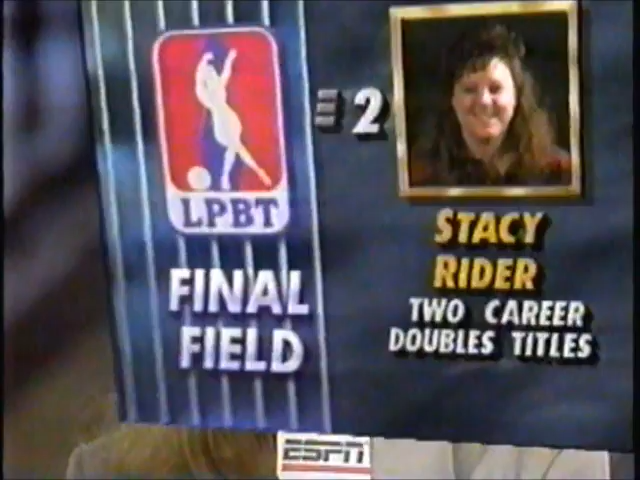 LPBT
FINAL
FIELD
2
STACY
RIDER
TWO CAREER
DOUBLES TITLES
ESPN